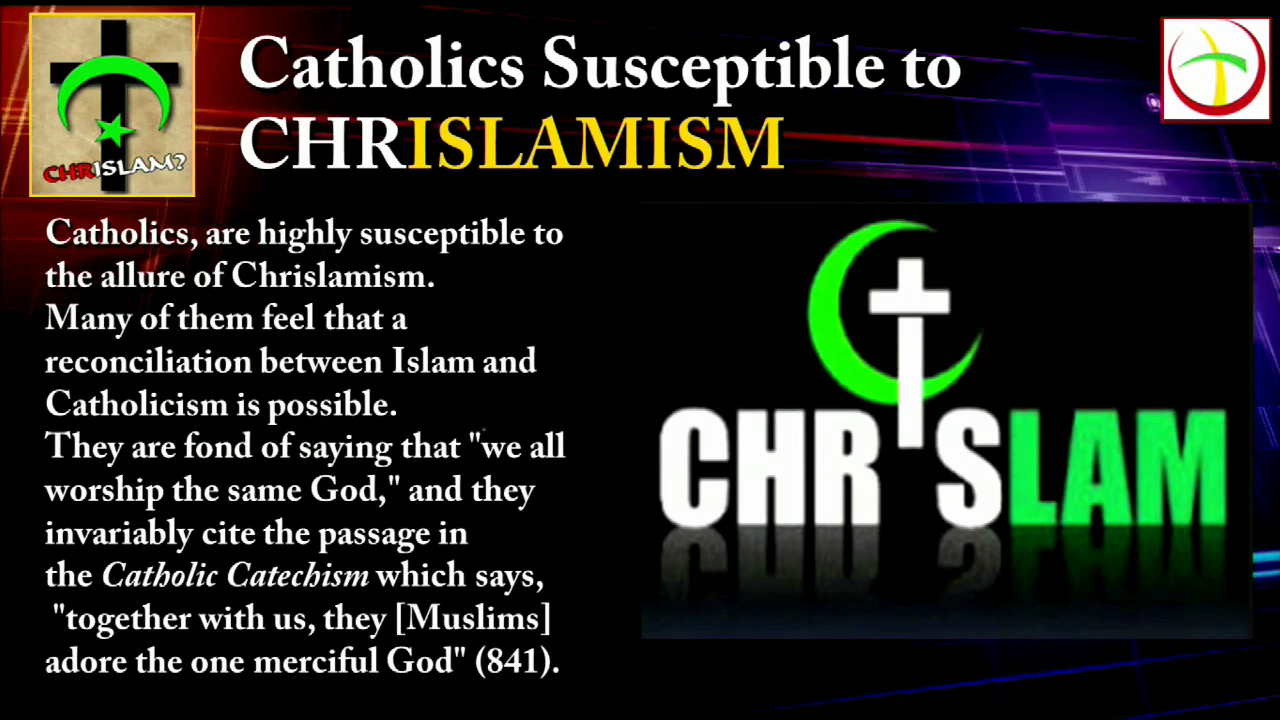 Catholics Susceptible to
CHRISLAMISM
CHRISLAM?
Catholics, are highly susceptible to
the allure of Chrislamism.
Many of them feel that a
reconciliation between Islam and
Catholicism is possible.
They are fond of saying that "we all
worship the same God," and they
invariably cite the passage in
the Catholic Catechism which says,
"together with us, they [Muslims]
adore the one merciful God" (841).
CHRISLAM